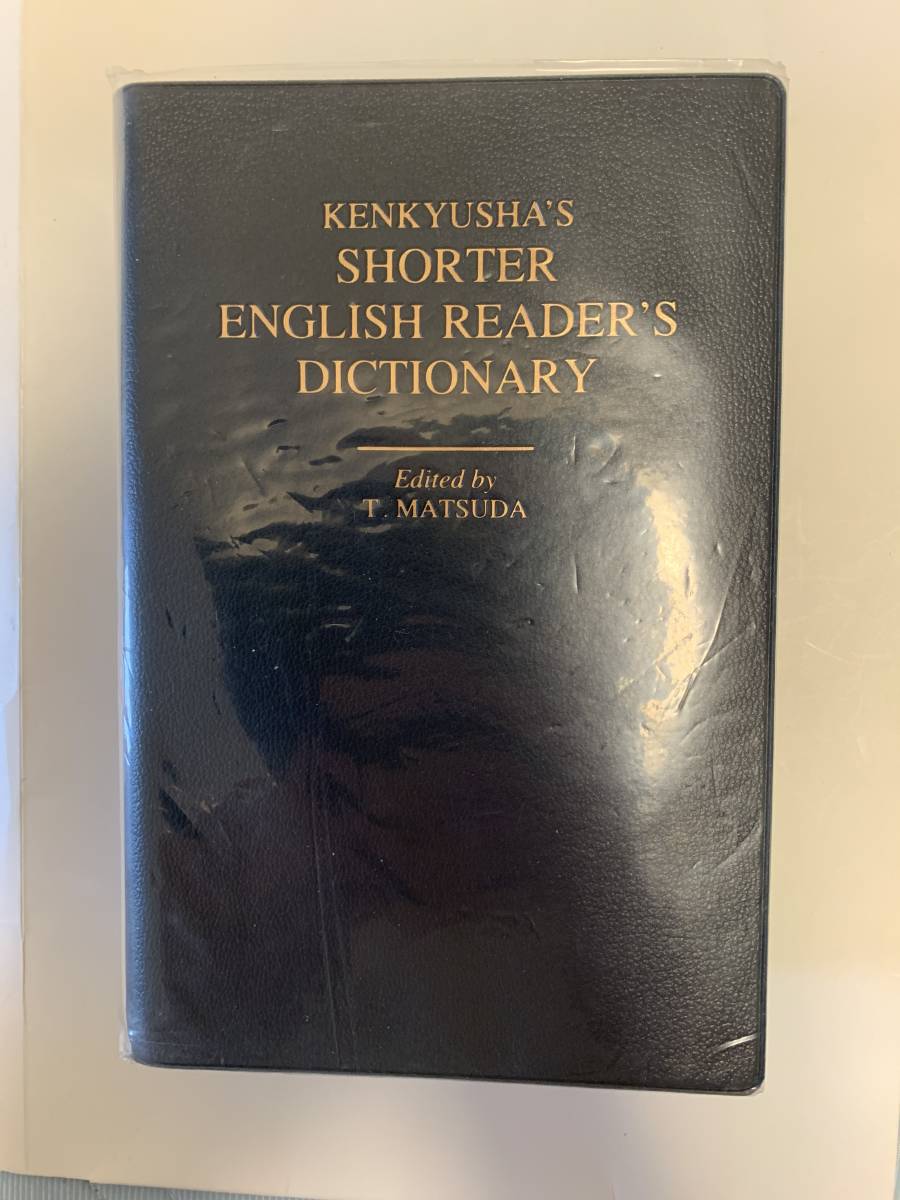 KENKYUSHA'S
SHORTER
ENGLISH READER'S
DICTIONARY
Edited by
T. MATSUDA